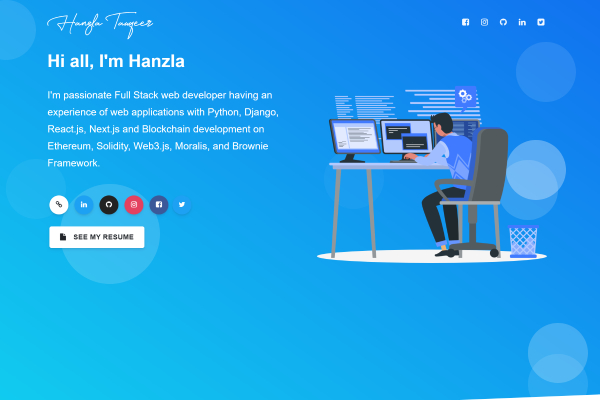 Hanzla Tauqeer
Hi all, I'm Hanzla
I'm passionate Full Stack web developer having an
experience of web applications with Python, Django,
React.js, Next.js and Blockchain development on
Ethereum, Solidity, Web3.js, Moralis, and Brownie
Framework.
SEE MY RESUME